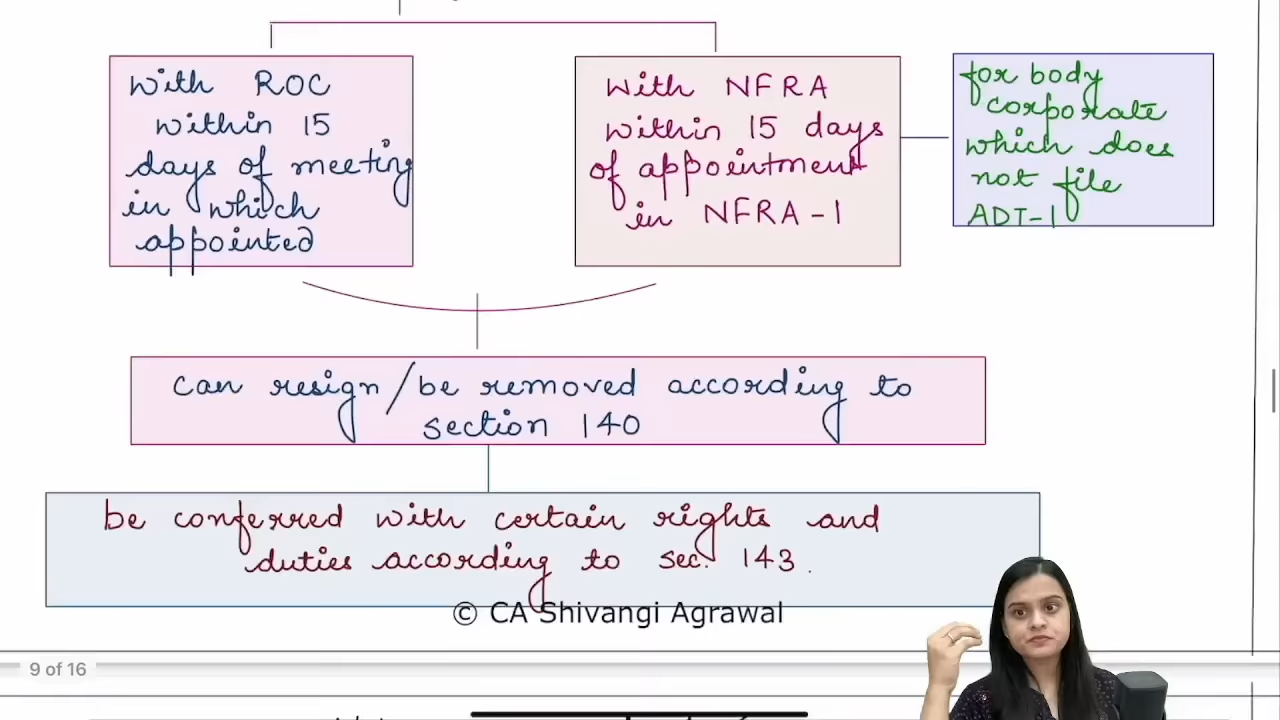 With ROC
within 15
days of meeting
in which
appointed
With NFRA
within 15 days
of appointment
in NFRA-1
for body
corporate
which does
not file
ADT-1
can resign/be removed according to
section 140
be conferred with certain rights and
duties according to sec. 143.
© CA Shivangi Agrawal
9 of 16